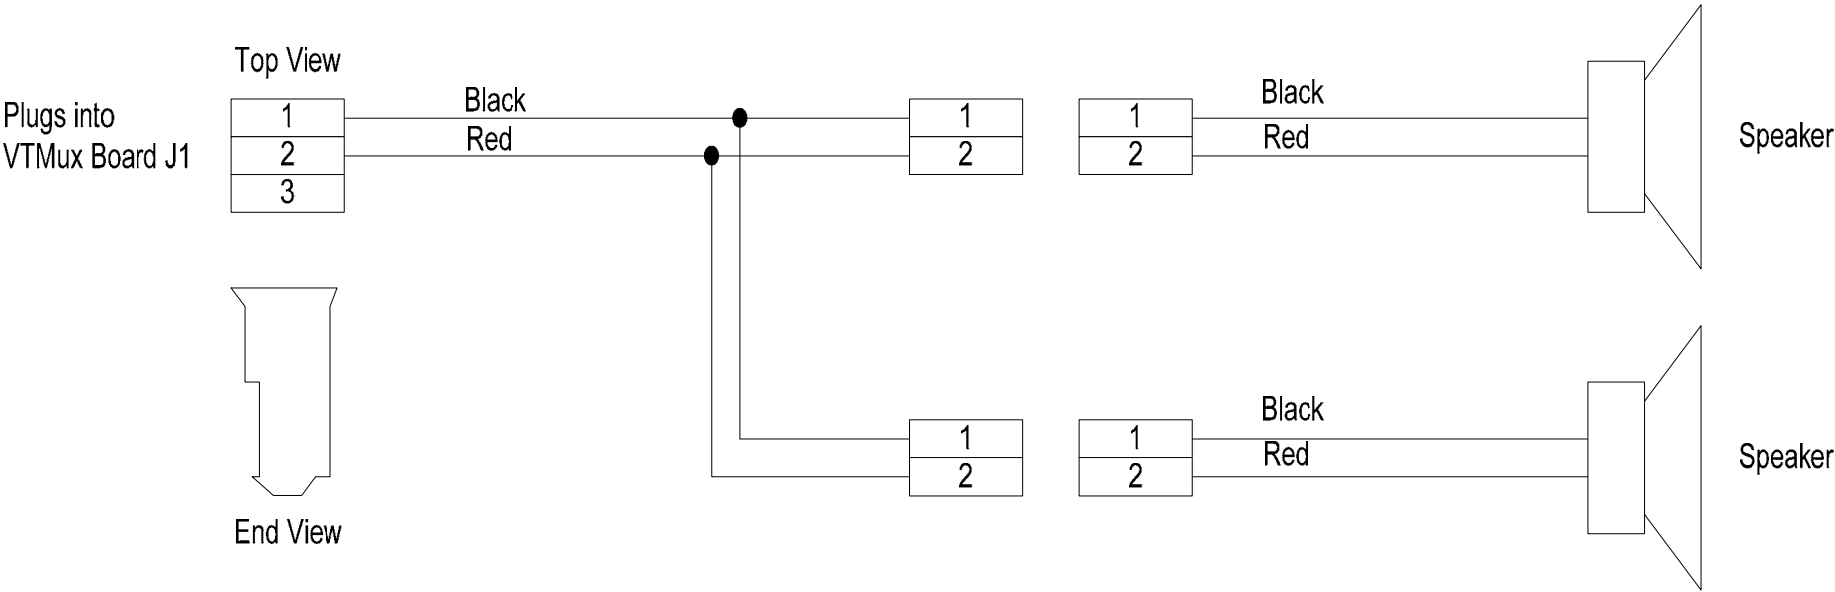 Top View
Plugs into
VTMux Board J1
1
2
3
Black
Red
1
2
1
2
Black
Red
Speaker
End View
1
2
1
2
Black
Red
Speaker